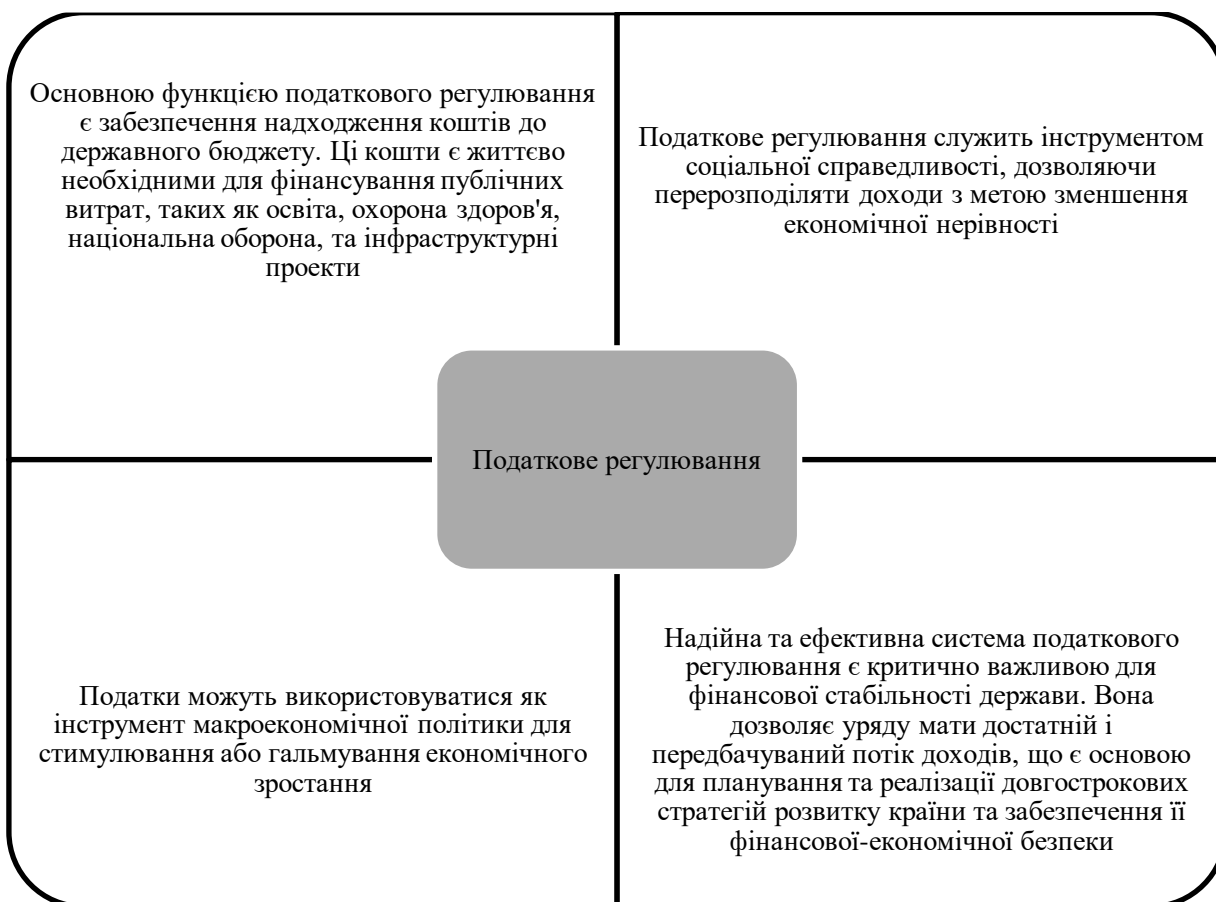 Основною функцією податкового регулювання
є забезпечення надходження коштів до
державного бюджету. Ці кошти є життєво
необхідними для фінансування публічних
витрат, таких як освіта, охорона здоров'я,
національна оборона, та інфраструктурні
проекти
Податкове регулювання служить інструментом
соціальної справедливості, дозволяючи
перерозподіляти доходи з метою зменшення
економічної нерівності
Податкове регулювання
Податки можуть використовуватися як
інструмент макроекономічної політики для
стимулювання або гальмування економічного
зростання
Надійна та ефективна система податкового
регулювання є критично важливою для
фінансової стабільності держави. Вона
дозволяє уряду мати достатній і
передбачуваний потік доходів, що є основою
для планування та реалізації довгострокових
стратегій розвитку країни та забезпечення її
фінансової-економічної безпеки